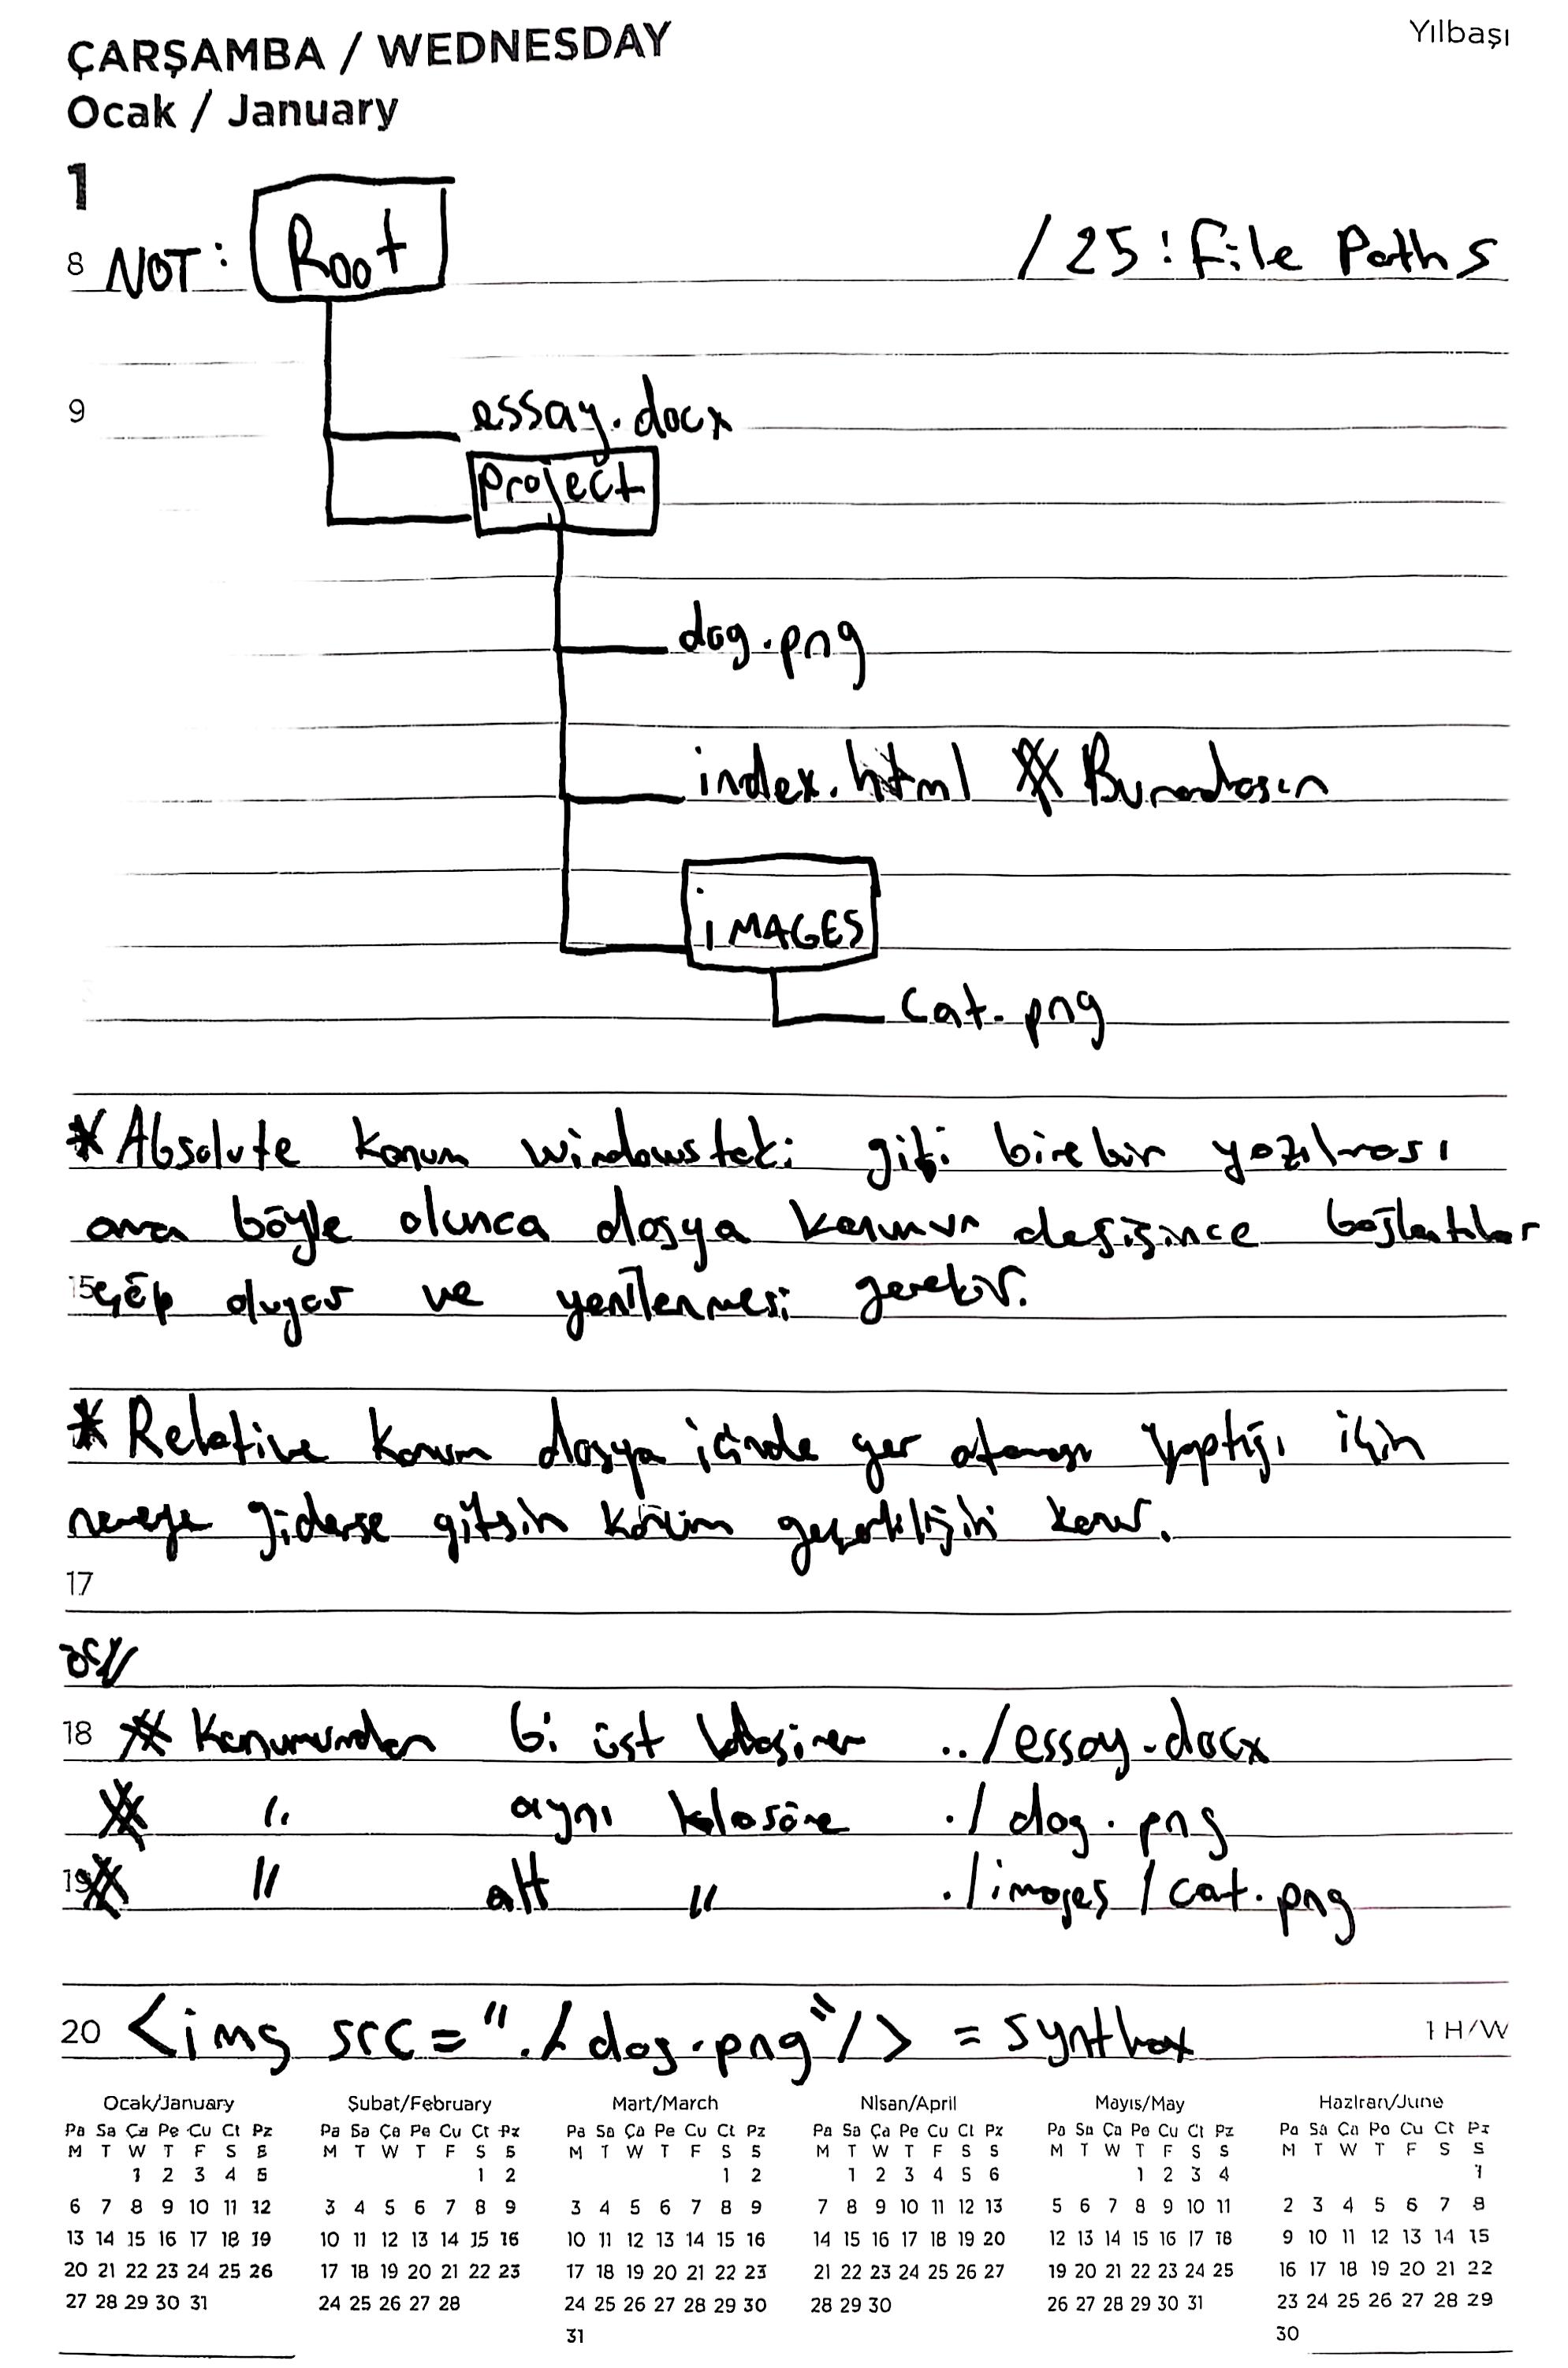 ÇARŞAMBA / WEDNESDAY
Yılbaşı
Ocak / January
1
8 NOT: Root /25: File Paths
9
essay.docx
Project
dog.png
index.html * Buradasın
iMAGES
cat.png
* Absolute konum windowsteki gibi birebir yazılması
ama böyle olunca dosya konumun değişince bağlantılar
15 çöp oluyor ve yenilenmesi gerekir.
* Relative konum dosya içinde yer ataması yaptığı için
nereye giderse gitsin konum geçerliliğini korur.
17
ÖR//
18 * Konumundan bi üst klasöre ../essay.docx
* " aynı klasöre ./dog.png
19 * " alt " ./images/cat.png
20 <img src="./dog.png"/> = synthax
1 H/W
Ocak/January Şubat/February Mart/March Nisan/April Mayıs/May Haziran/June
Pa Sa Ça Pe Cu Ct Pz Pa Sa Ça Pe Cu Ct Pz Pa Sa Ça Pe Cu Ct Pz Pa Sa Ça Pe Cu Ct Pz Pa Sa Ça Pe Cu Ct Pz Pa Sa Ça Pe Cu Ct Pz
M T W T F S S M T W T F S S M T W T F S S M T W T F S S M T W T F S S M T W T F S S
1 2 3 4 5 1 2 1 2 1 2 3 4 5 6 1 2 3 4 1
6 7 8 9 10 11 12 3 4 5 6 7 8 9 3 4 5 6 7 8 9 7 8 9 10 11 12 13 5 6 7 8 9 10 11 2 3 4 5 6 7 8
13 14 15 16 17 18 19 10 11 12 13 14 15 16 10 11 12 13 14 15 16 14 15 16 17 18 19 20 12 13 14 15 16 17 18 9 10 11 12 13 14 15
20 21 22 23 24 25 26 17 18 19 20 21 22 23 17 18 19 20 21 22 23 21 22 23 24 25 26 27 19 20 21 22 23 24 25 16 17 18 19 20 21 22
27 28 29 30 31 24 25 26 27 28 24 25 26 27 28 29 30 28 29 30 26 27 28 29 30 31 23 24 25 26 27 28 29
31 30